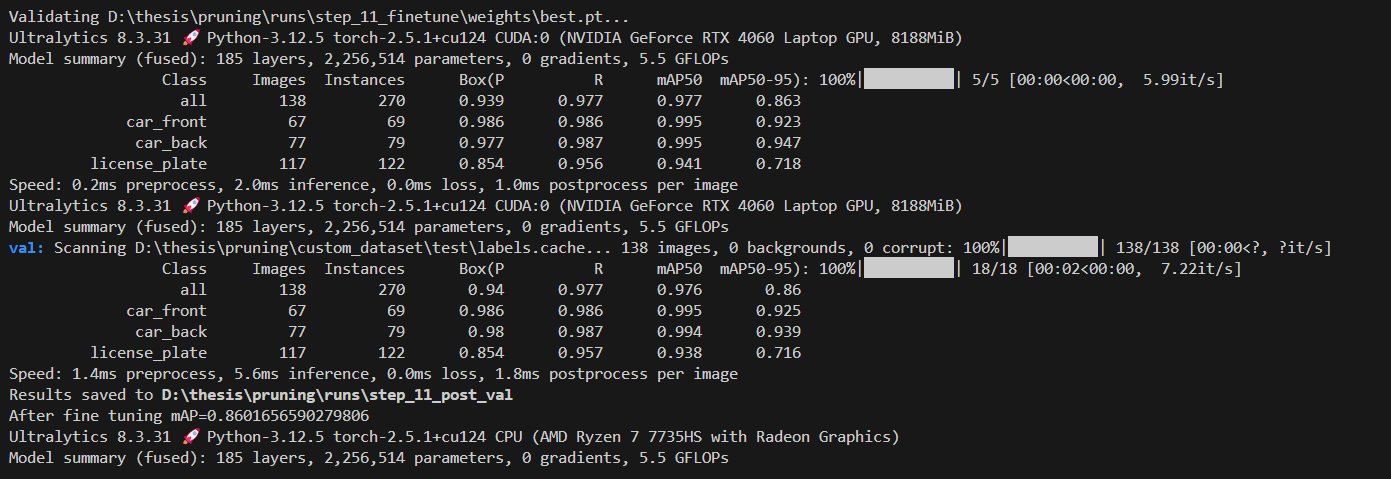 Validating D:\thesis\pruning\runs\step_11_finetune\weights\best.pt...
Ultralytics 8.3.31 🚀 Python-3.12.5 torch-2.5.1+cu124 CUDA:0 (NVIDIA GeForce RTX 4060 Laptop GPU, 8188MiB)
Model summary (fused): 185 layers, 2,256,514 parameters, 0 gradients, 5.5 GFLOPs
Class Images Instances Box(P R mAP50 mAP50-95): 100%|██████████| 5/5 [00:00<00:00, 5.99it/s]
all 138 270 0.939 0.977 0.977 0.863
car_front 67 69 0.986 0.986 0.995 0.923
car_back 77 79 0.977 0.987 0.995 0.947
license_plate 117 122 0.854 0.956 0.941 0.718
Speed: 0.2ms preprocess, 2.0ms inference, 0.0ms loss, 1.0ms postprocess per image
Ultralytics 8.3.31 🚀 Python-3.12.5 torch-2.5.1+cu124 CUDA:0 (NVIDIA GeForce RTX 4060 Laptop GPU, 8188MiB)
Model summary (fused): 185 layers, 2,256,514 parameters, 0 gradients, 5.5 GFLOPs
val: Scanning D:\thesis\pruning\custom_dataset\test\labels.cache... 138 images, 0 backgrounds, 0 corrupt: 100%|██████████| 138/138 [00:00<?, ?it/s]
Class Images Instances Box(P R mAP50 mAP50-95): 100%|██████████| 18/18 [00:02<00:00, 7.22it/s]
all 138 270 0.94 0.977 0.976 0.86
car_front 67 69 0.986 0.986 0.995 0.925
car_back 77 79 0.98 0.987 0.994 0.939
license_plate 117 122 0.854 0.957 0.938 0.716
Speed: 1.4ms preprocess, 5.6ms inference, 0.0ms loss, 1.8ms postprocess per image
Results saved to D:\thesis\pruning\runs\step_11_post_val
After fine tuning mAP=0.8601656590279806
Ultralytics 8.3.31 🚀 Python-3.12.5 torch-2.5.1+cu124 CPU (AMD Ryzen 7 7735HS with Radeon Graphics)
Model summary (fused): 185 layers, 2,256,514 parameters, 0 gradients, 5.5 GFLOPs